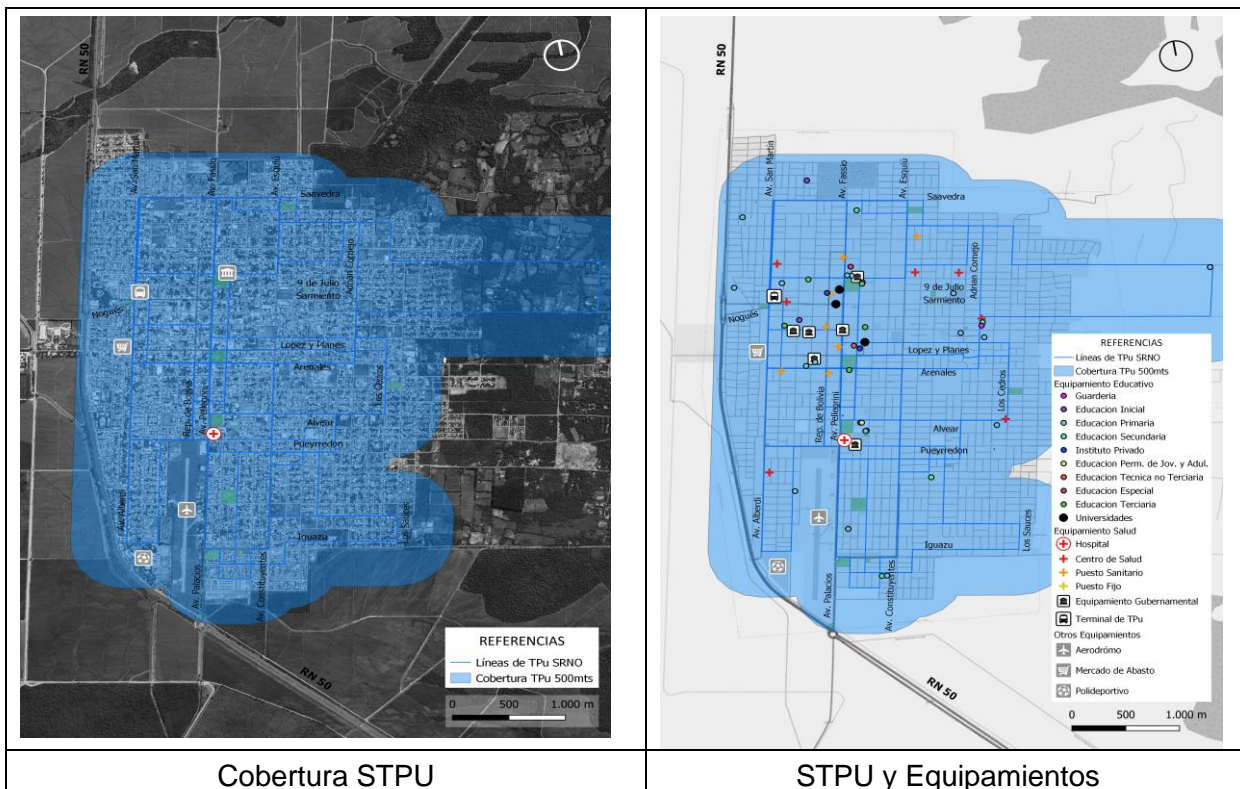 RN 50
Av. San Martín
Av. Fassio
Av. Esquiú
Saavedra
Adrian Cornejo
9 de Julio
Sarmiento
Nogués
Lopez y Planes
Arenales
Los Cedros
Rep. de Bolivia
Av. Pellegrini
Alvear
Pueyrredon
Av. Alberdi
Los Sauces
Iguazu
Av. Palacios
Av. Constituyentes
RN 50
REFERENCIAS
Líneas de TPu SRNO
Cobertura TPu 500mts
0 500 1.000 m
Cobertura STPU
RN 50
Av. San Martín
Av. Fassio
Av. Esquiú
Saavedra
Adrian Cornejo
9 de Julio
Sarmiento
Nogués
Lopez y Planes
Arenales
Los Cedros
Rep. de Bolivia
Av. Pellegrini
Alvear
Pueyrredon
Av. Alberdi
Los Sauces
Iguazu
Av. Palacios
Av. Constituyentes
RN 50
REFERENCIAS
Líneas de TPu SRNO
Cobertura TPu 500mts
Equipamiento Educativo
Guarderia
Educacion Inicial
Educacion Primaria
Educacion Secundaria
Instituto Privado
Educacion Perm. de Jov. y Adul.
Educacion Tecnica no Terciaria
Educacion Especial
Educacion Terciaria
Universidades
Equipamiento Salud
Hospital
Centro de Salud
Puesto Sanitario
Puesto Fijo
Equipamiento Gubernamental
Terminal de TPu
Otros Equipamientos
Aerodrómo
Mercado de Abasto
Polideportivo
0 500 1.000 m
STPU y Equipamientos